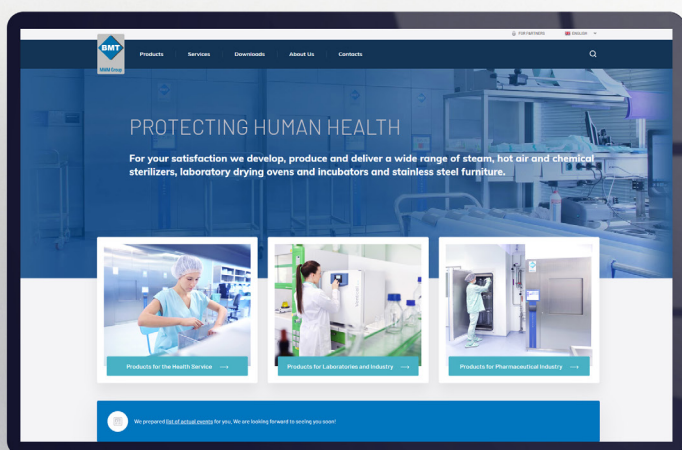 FOR PARTNERS
ENGLISH
BMT
MMM Group
Products
Services
Downloads
About Us
Contacts
PROTECTING HUMAN HEALTH
For your satisfaction we develop, produce and deliver a wide range of steam, hot air and chemical
sterilizers, laboratory drying ovens and incubators and stainless steel furniture.
Products for the Health Service →
Products for Laboratories and Industry →
Products for Pharmaceutical Industry →
We prepared list of actual events for you, We are looking forward to seeing you soon!